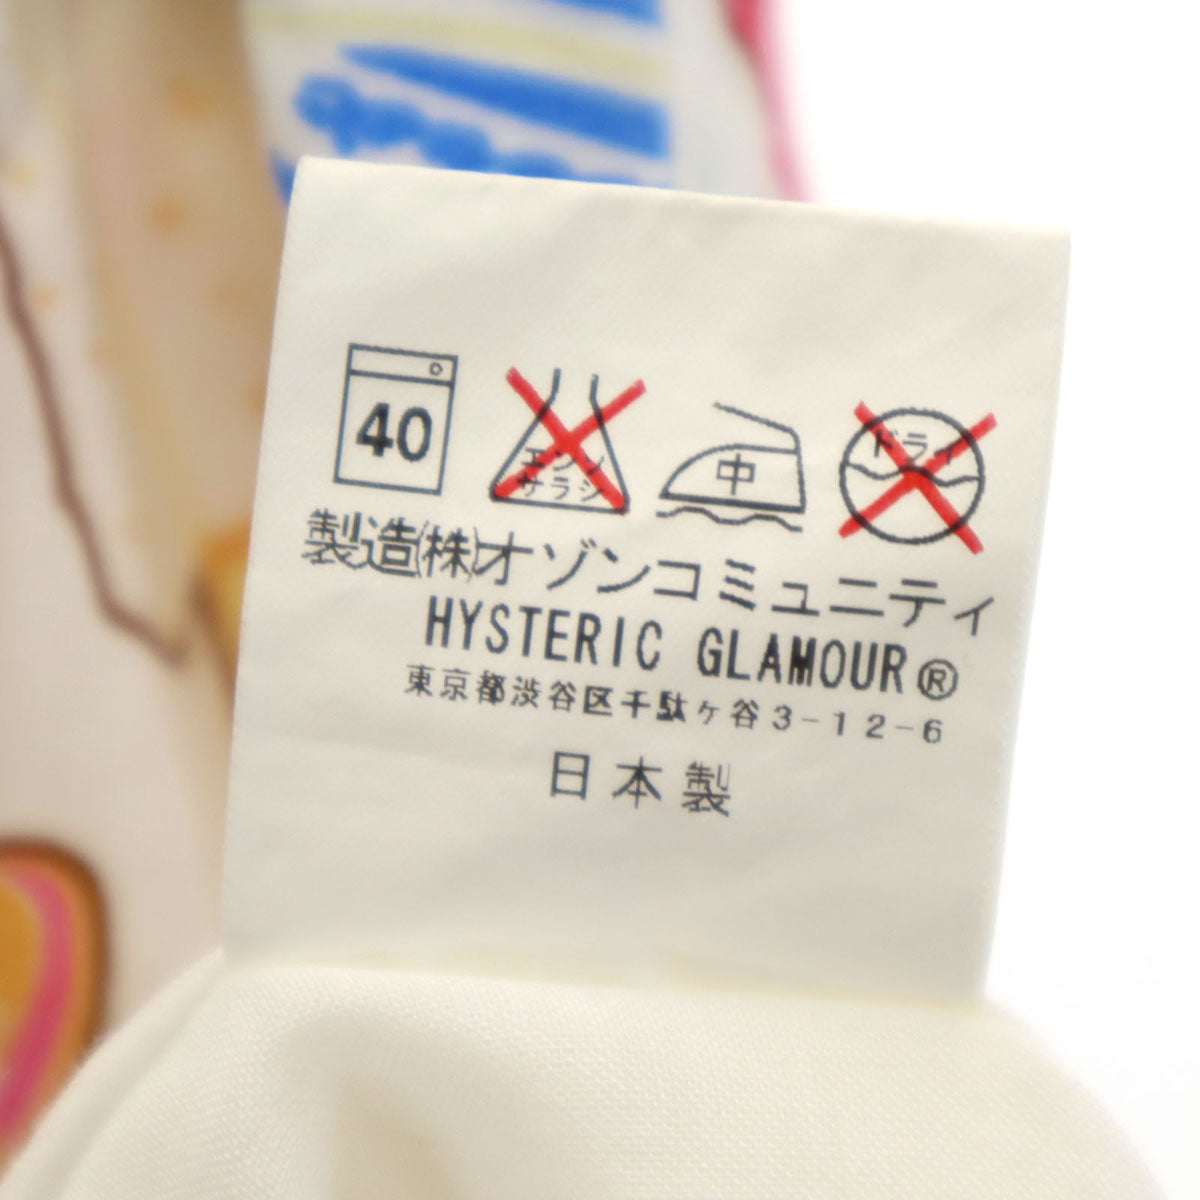 40
エンソ
サラシ
中
ドライ
製造(株)オゾンコミュニティ
HYSTERIC GLAMOUR®
東京都渋谷区千駄ヶ谷3-12-6
日本製